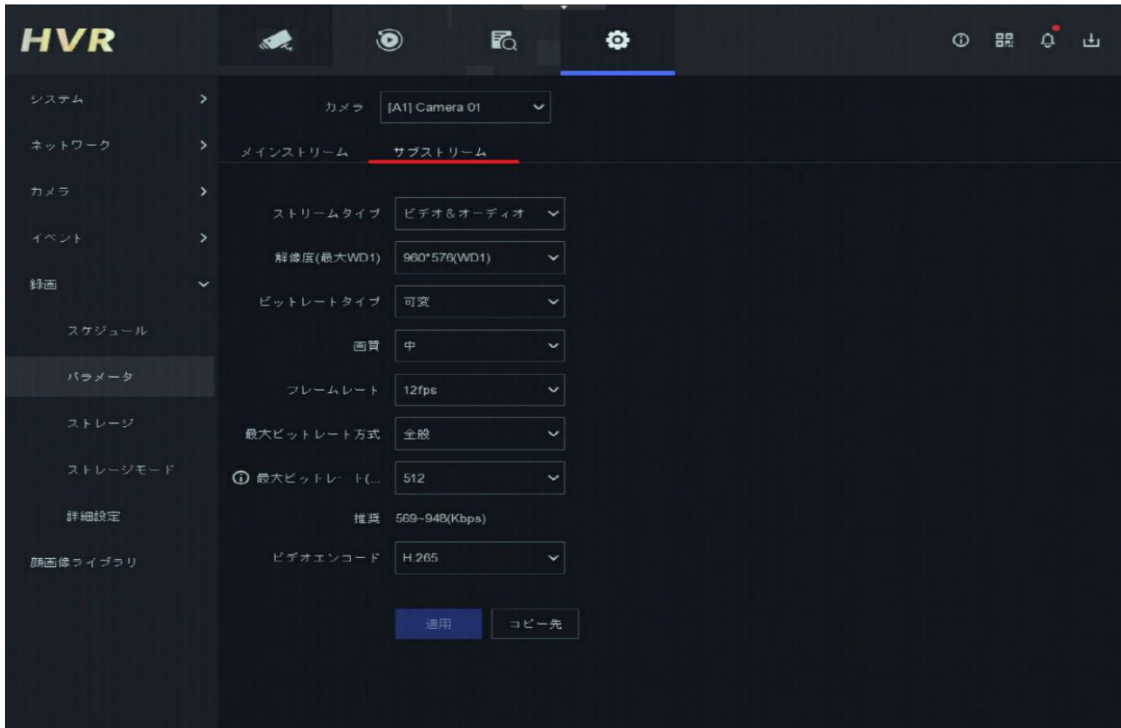 HVR
システム
ネットワーク
カメラ
イベント
録画
スケジュール
パラメータ
ストレージ
ストレージモード
詳細設定
顔画像ライブラリ
カメラ [A1] Camera 01
メインストリーム サブストリーム
ストリームタイプ ビデオ&オーディオ
解像度(最大WD1) 960*576(WD1)
ビットレートタイプ 可変
画質 中
フレームレート 12fps
最大ビットレート方式 全般
最大ビットレート(... 512
推奨 569~948(Kbps)
ビデオエンコード H.265
適用 コピー先